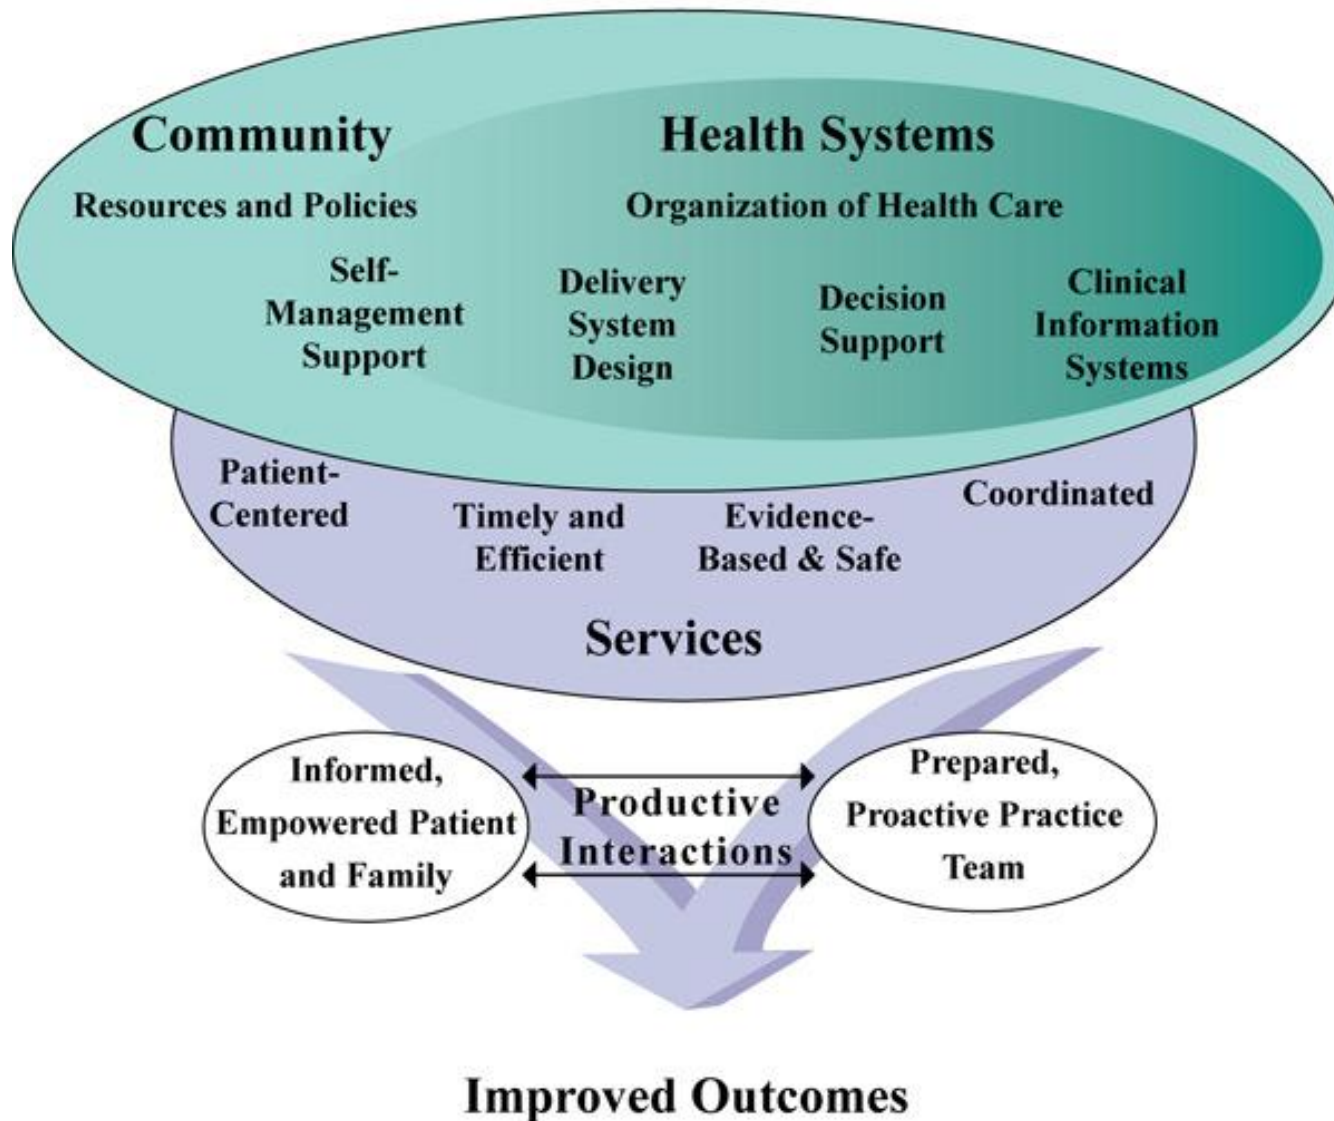 Community
Health Systems
Resources and Policies
Organization of Health Care
Self-
Management
Support
Delivery
System
Design
Decision
Support
Clinical
Information
Systems
Patient-
Centered
Timely and
Efficient
Evidence-
Based & Safe
Coordinated
Services
Informed,
Empowered Patient
and Family
Productive
Interactions
Prepared,
Proactive Practice
Team
Improved Outcomes